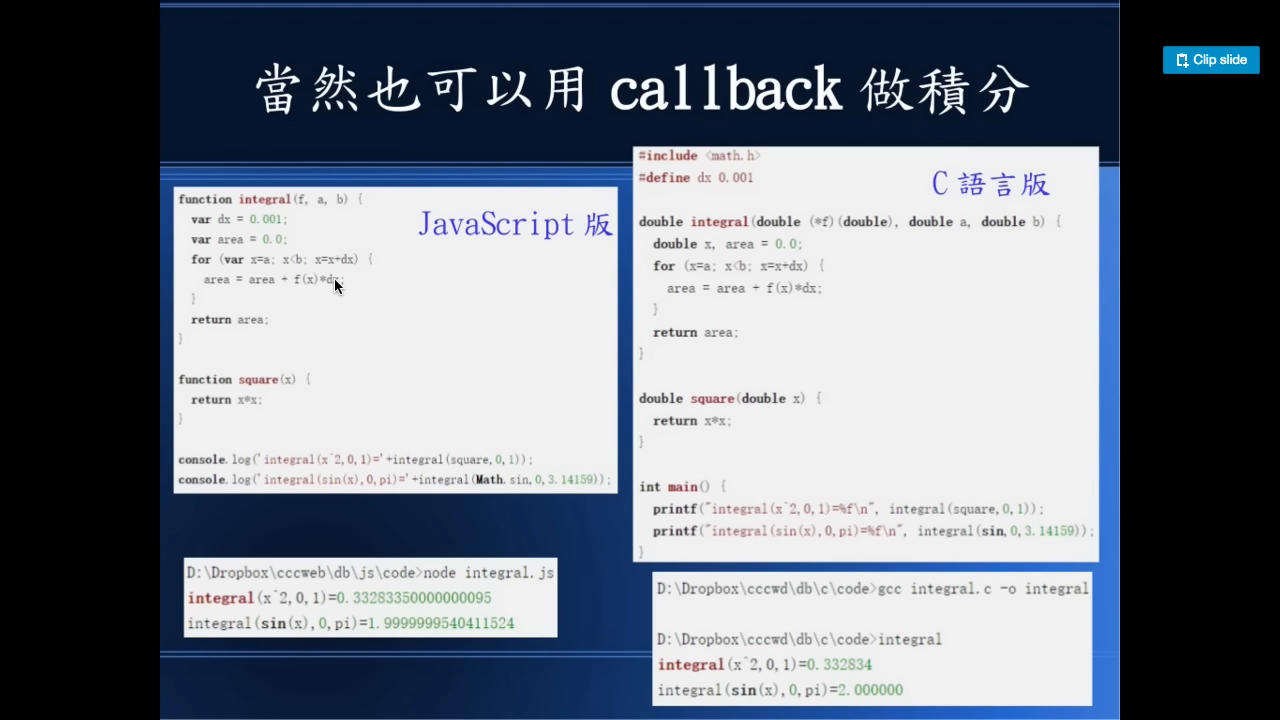 當然也可以用 callback 做積分
Clip slide
JavaScript 版
function integral(f, a, b) {
  var dx = 0.001;
  var area = 0.0;
  for (var x=a; x<b; x=x+dx) {
    area = area + f(x)*dx;
  }
  return area;
}
function square(x) {
  return x*x;
}
console.log('integral(x^2,0,1)='+integral(square,0,1));
console.log('integral(sin(x),0,pi)='+integral(Math.sin,0,3.14159));
D:\Dropbox\cccweb\db\js\code>node integral.js
integral(x^2,0,1)=0.33283350000000095
integral(sin(x),0,pi)=1.9999999540411524
C 語言版
#include <math.h>
#define dx 0.001
double integral(double (*f)(double), double a, double b) {
  double x, area = 0.0;
  for (x=a; x<b; x=x+dx) {
    area = area + f(x)*dx;
  }
  return area;
}
double square(double x) {
  return x*x;
}
int main() {
  printf("integral(x^2,0,1)=%f\n", integral(square,0,1));
  printf("integral(sin(x),0,pi)=%f\n", integral(sin,0,3.14159));
}
D:\Dropbox\cccwd\db\c\code>gcc integral.c -o integral
D:\Dropbox\cccwd\db\c\code>integral
integral(x^2,0,1)=0.332834
integral(sin(x),0,pi)=2.000000